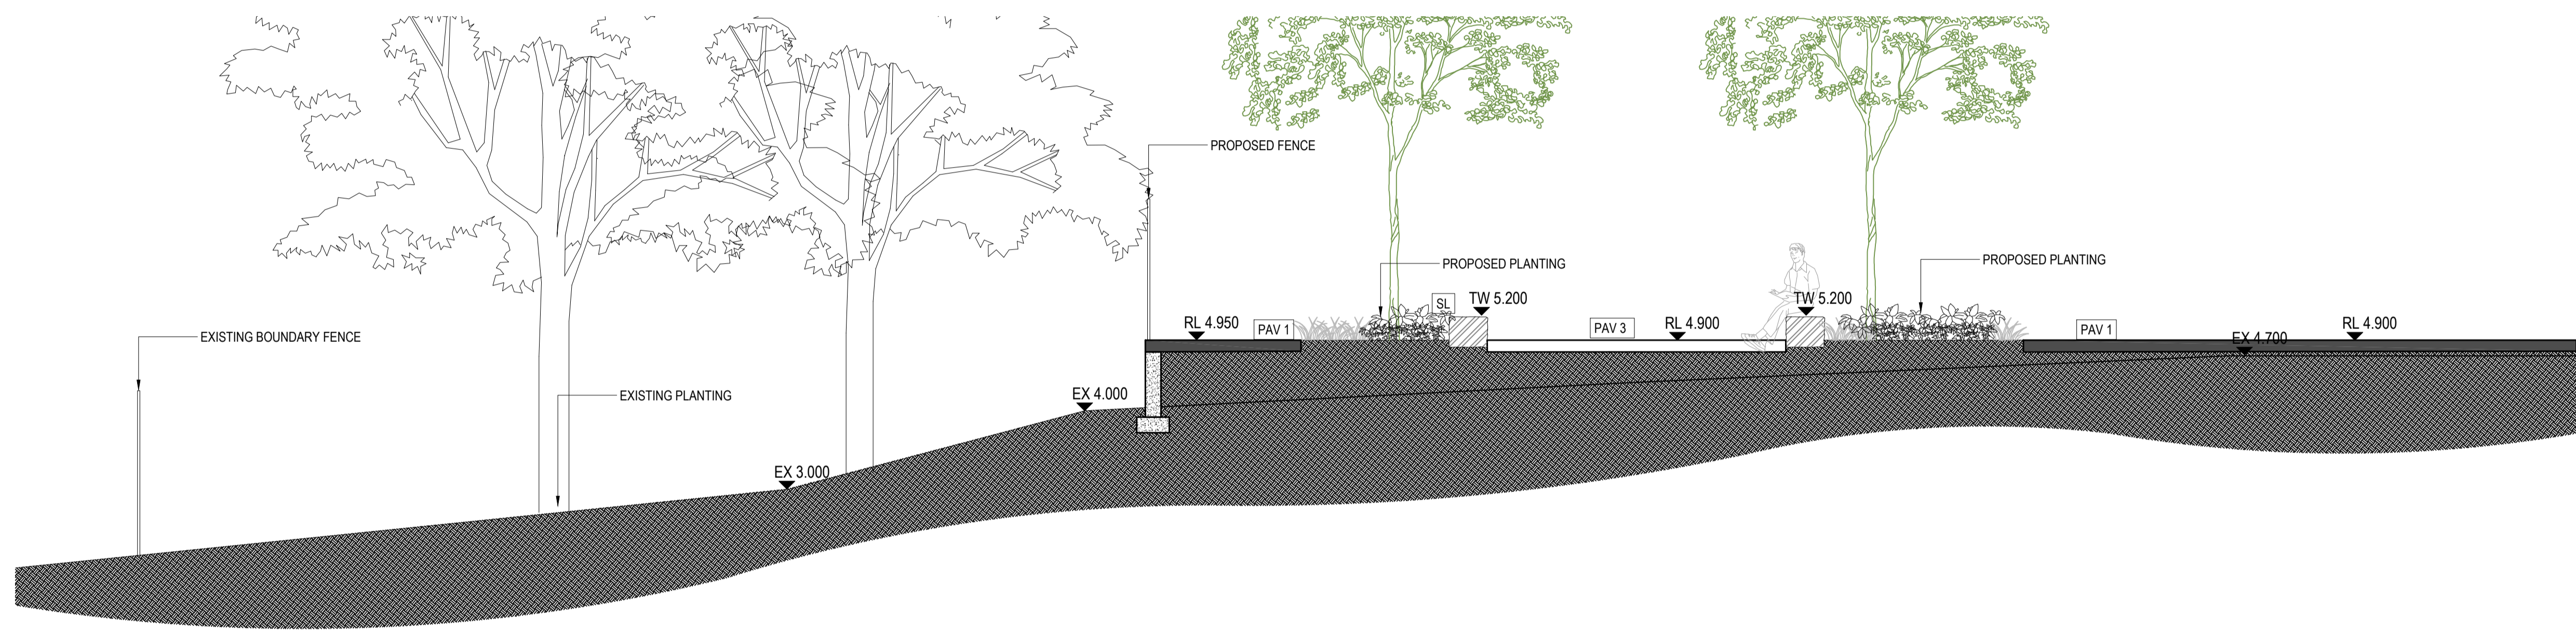 PROPOSED FENCE
PROPOSED PLANTING
PROPOSED PLANTING
SL
TW 5.200
TW 5.200
RL 4.950
PAV 1
PAV 3
RL 4.900
PAV 1
RL 4.900
EX 4.700
EXISTING BOUNDARY FENCE
EX 4.000
EXISTING PLANTING
EX 3.000